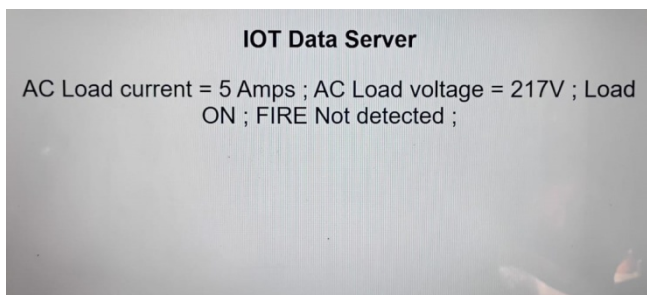 IOT Data Server
AC Load current = 5 Amps ; AC Load voltage = 217V ; Load
ON ; FIRE Not detected ;